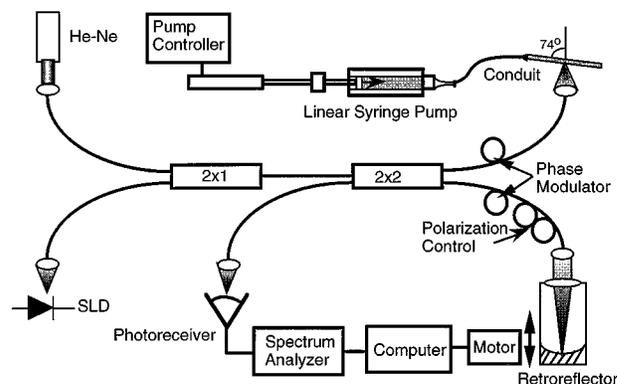 He-Ne
Pump
Controller
74°
Conduit
Linear Syringe Pump
2x1
2x2
Phase
Modulator
Polarization
Control
SLD
Photoreceiver
Spectrum
Analyzer
Computer
Motor
Retroreflector